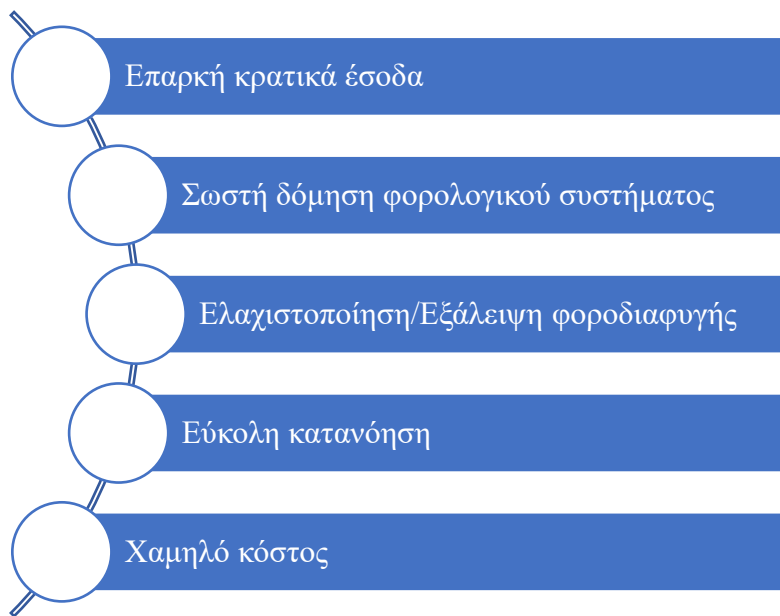 Επαρκή κρατικά έσοδα
Σωστή δόμηση φορολογικού συστήματος
Ελαχιστοποίηση/Εξάλειψη φοροδιαφυγής
Εύκολη κατανόηση
Χαμηλό κόστος